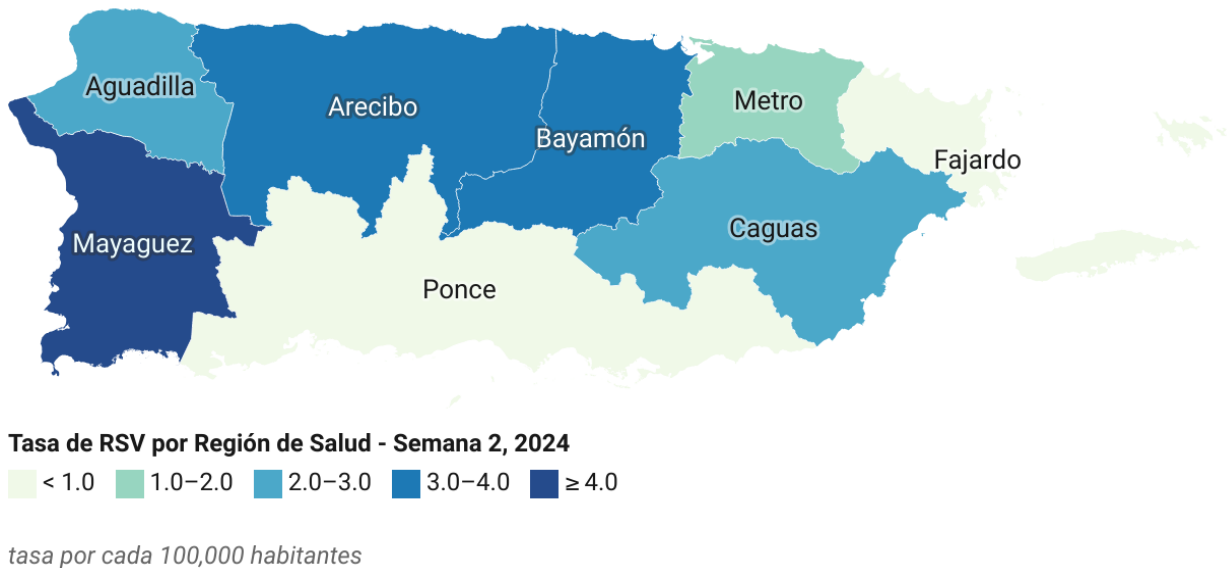 Aguadilla
Arecibo
Metro
Bayamón
Fajardo
Caguas
Mayaguez
Ponce
Tasa de RSV por Región de Salud - Semana 2, 2024
< 1.0 1.0–2.0 2.0–3.0 3.0–4.0 ≥ 4.0
tasa por cada 100,000 habitantes